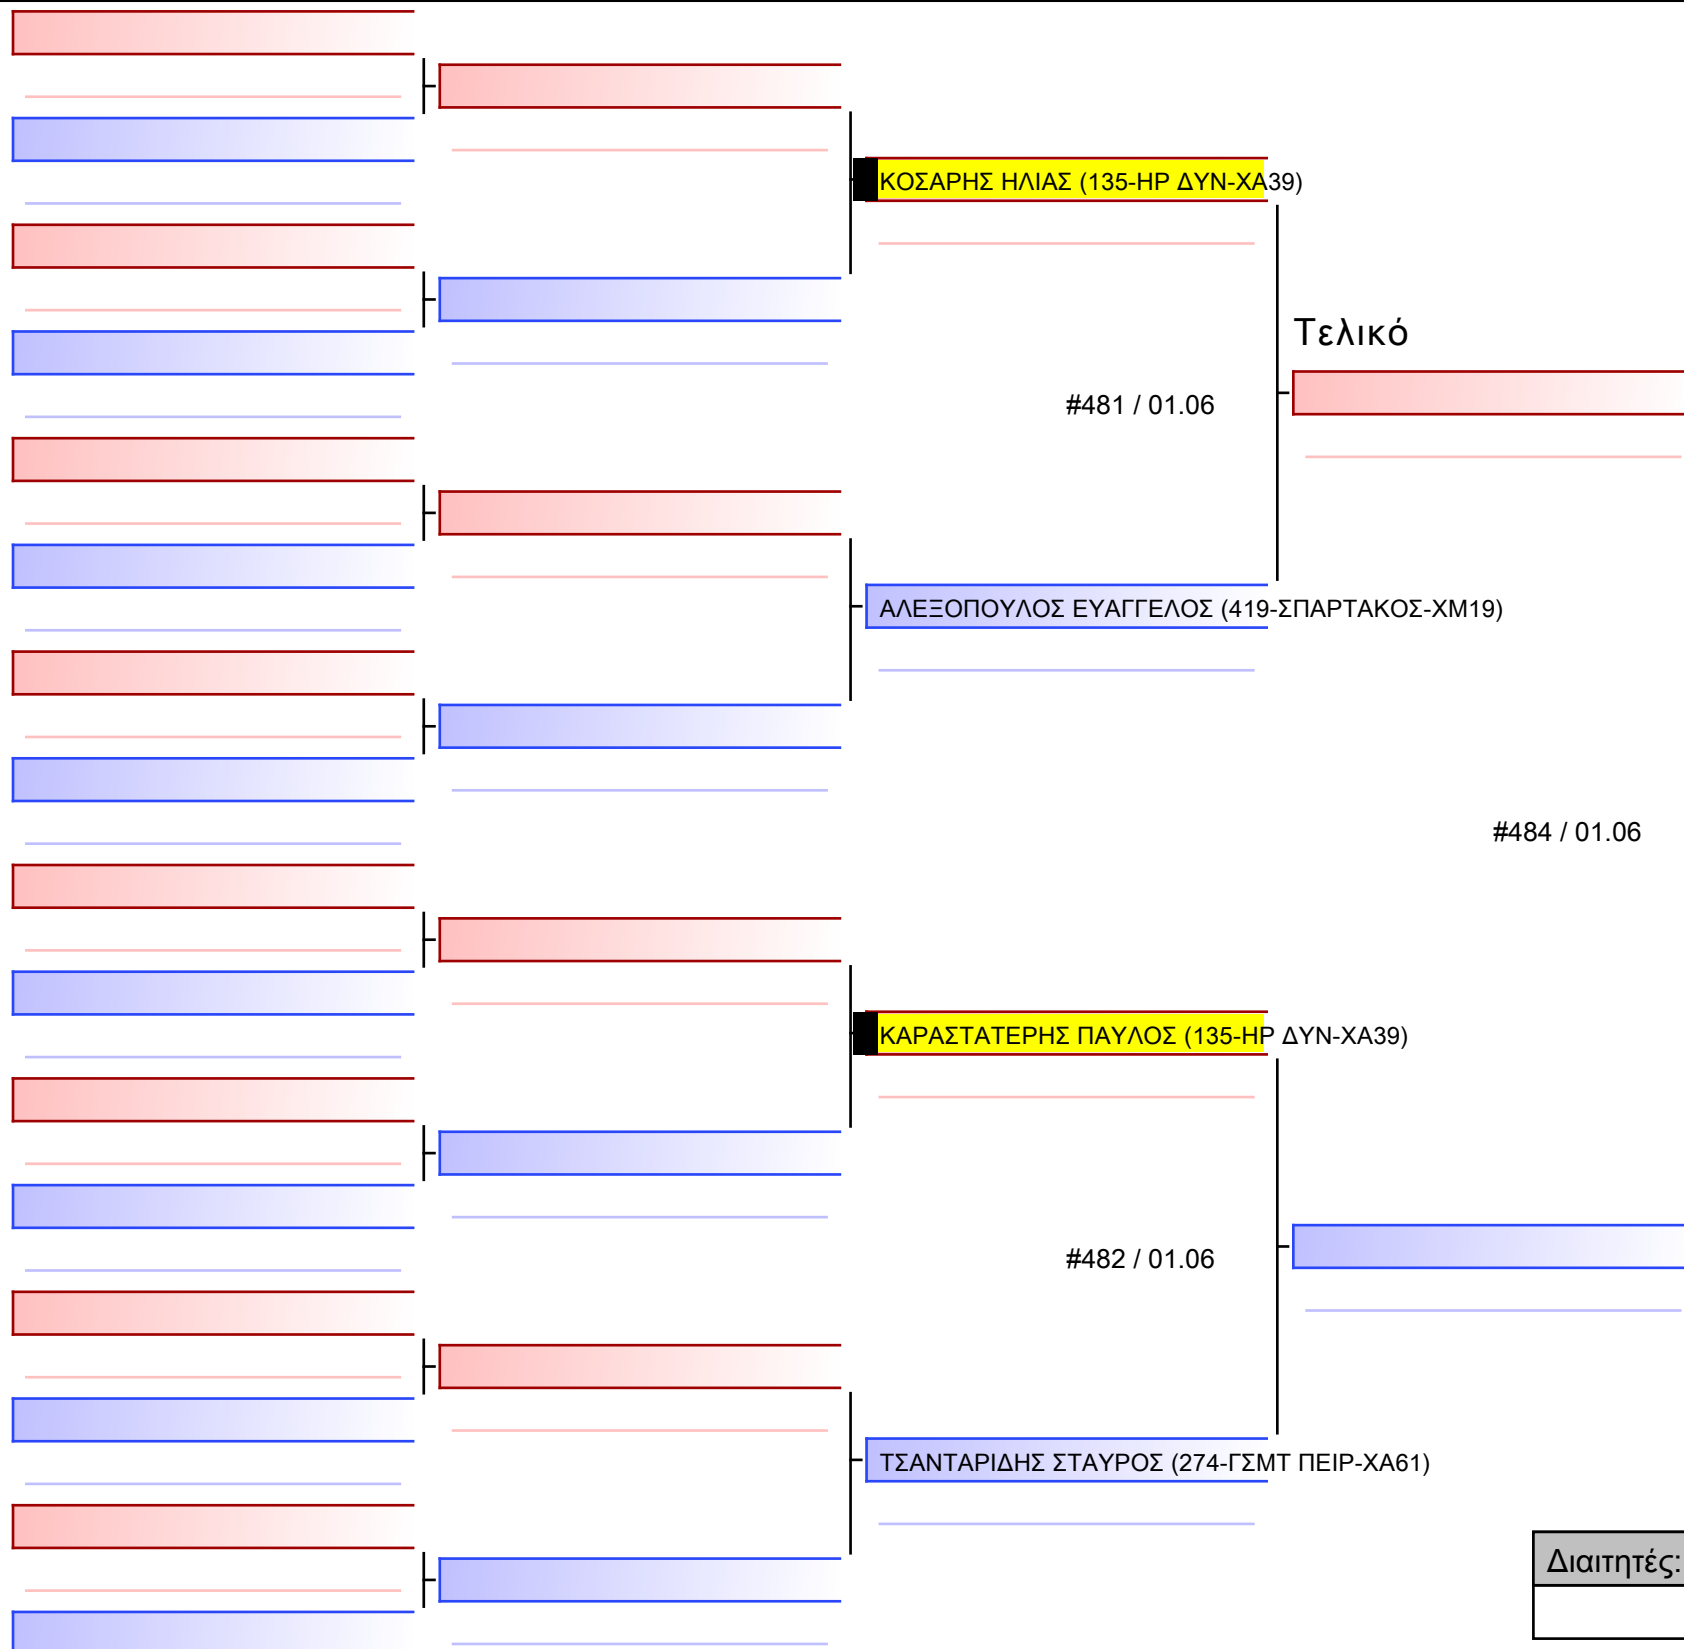 ΚΟΣΑΡΗΣ ΗΛΙΑΣ (135-ΗΡ ΔΥΝ-ΧΑ39)
Τελικό
#481 / 01.06
ΑΛΕΞΟΠΟΥΛΟΣ ΕΥΑΓΓΕΛΟΣ (419-ΣΠΑΡΤΑΚΟΣ-ΧΜ19)
#484 / 01.06
ΚΑΡΑΣΤΑΤΕΡΗΣ ΠΑΥΛΟΣ (135-ΗΡ ΔΥΝ-ΧΑ39)
#482 / 01.06
ΤΣΑΝΤΑΡΙΔΗΣ ΣΤΑΥΡΟΣ (274-ΓΣΜΤ ΠΕΙΡ-ΧΑ61)
Διαιτητές: